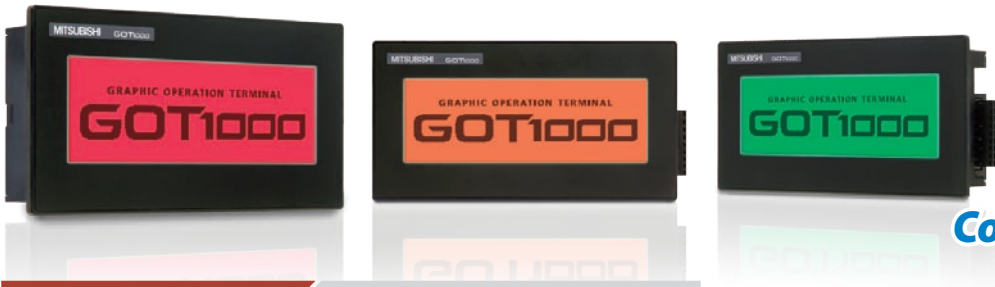 MITSUBISHI GOT1000
GRAPHIC OPERATION TERMINAL
GOT1000
MITSUBISHI GOT1000
GRAPHIC OPERATION TERMINAL
GOT1000
MITSUBISHI GOT1000
GRAPHIC OPERATION TERMINAL
GOT1000
Co